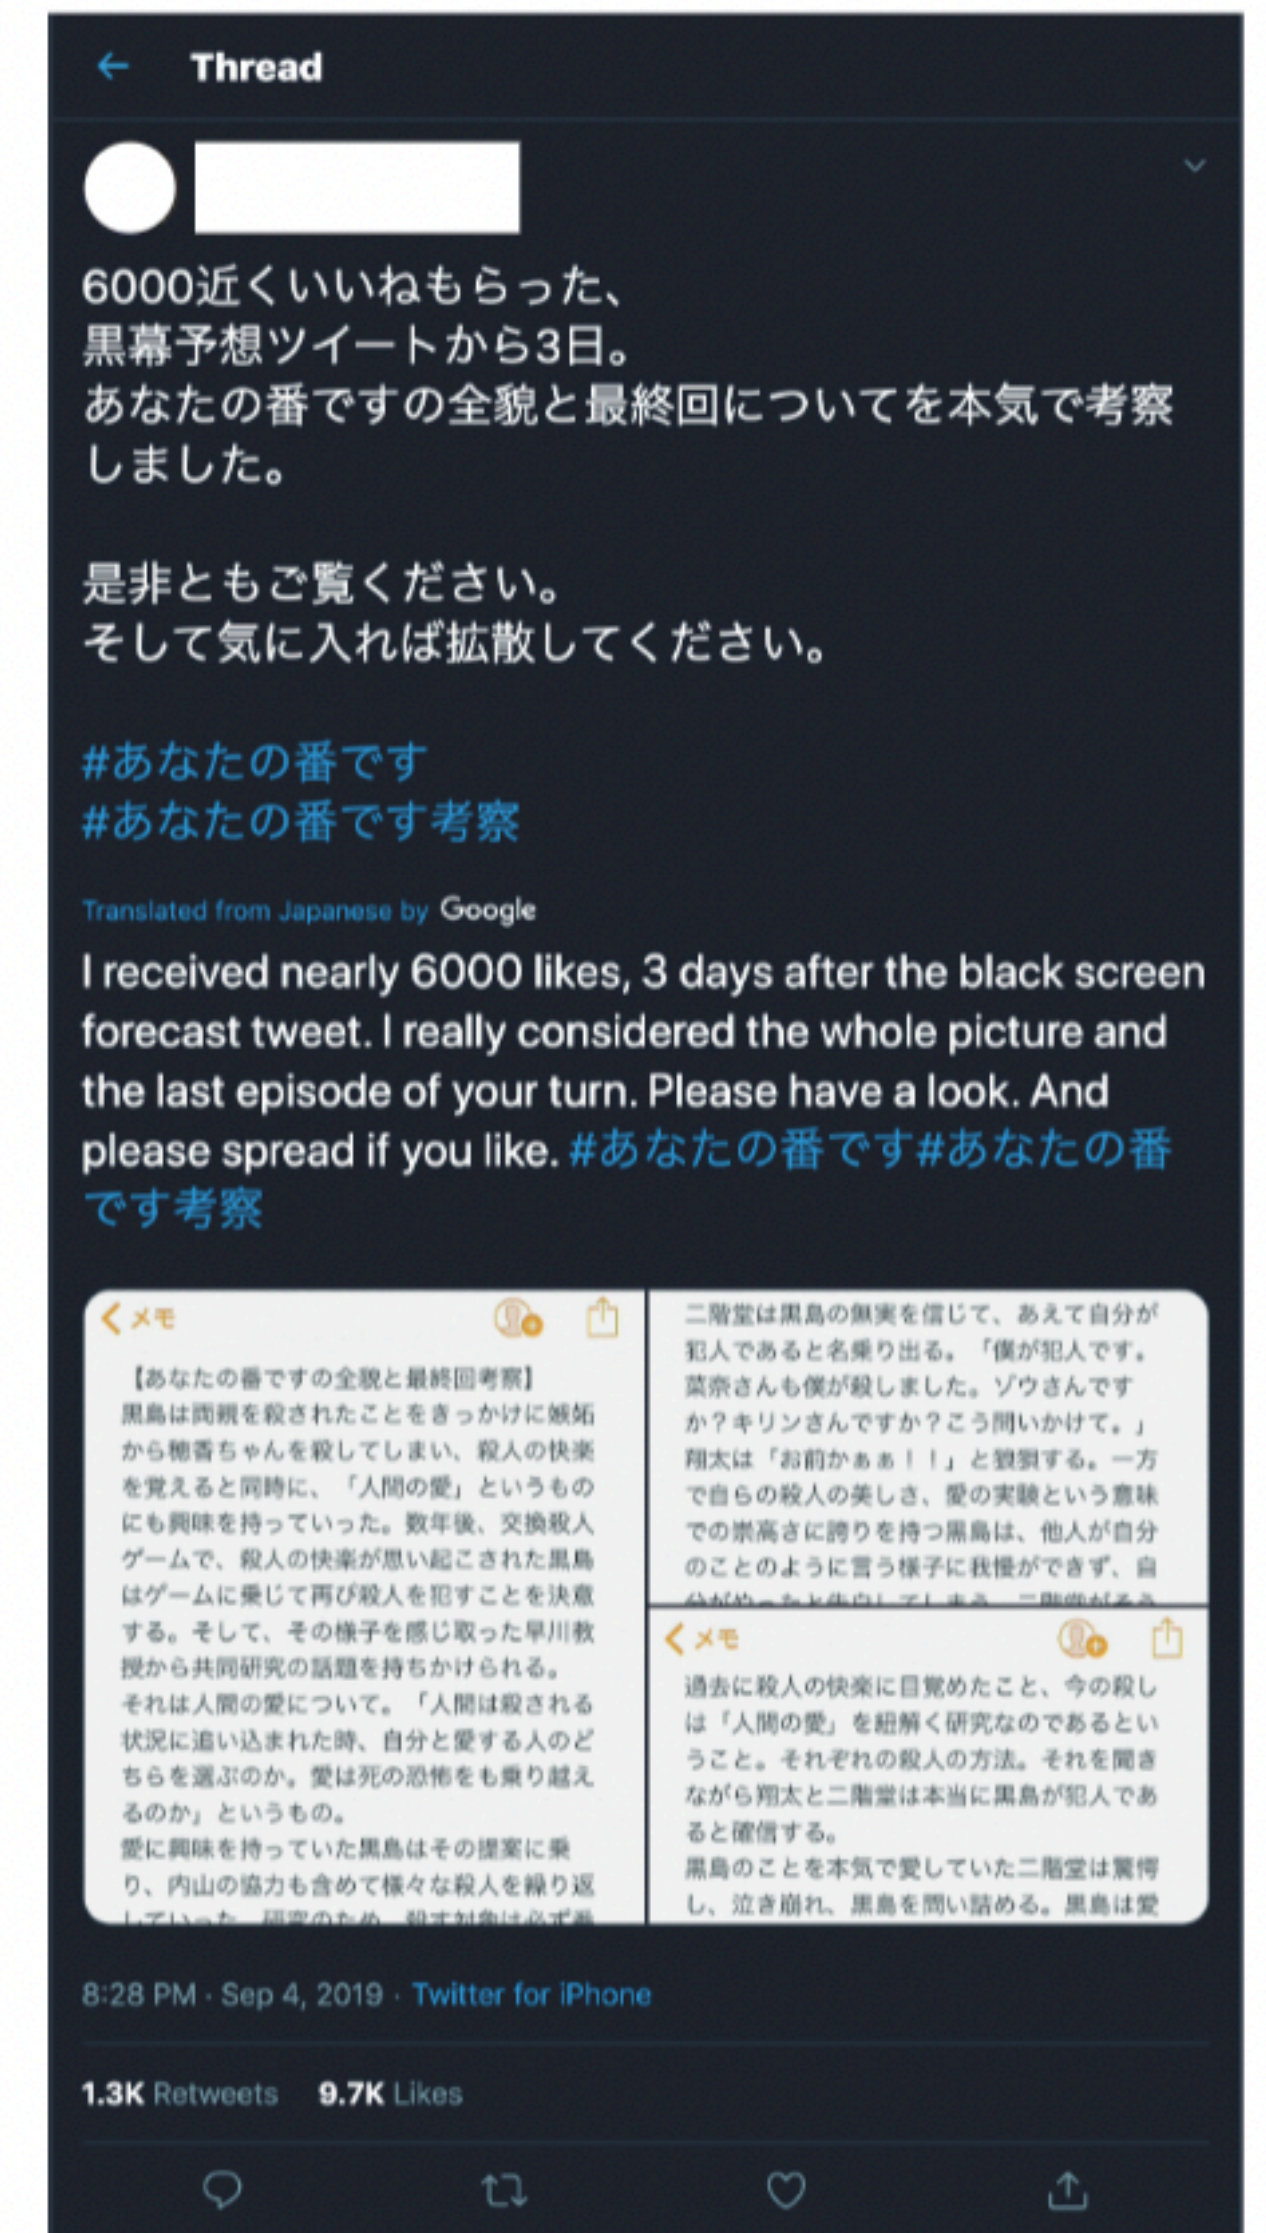 Thread
6000近くいいねもらった、
黒幕予想ツイートから3日。
あなたの番ですの全貌と最終回についてを本気で考察
しました。
是非ともご覧ください。
そして気に入れば拡散してください。
#あなたの番です
#あなたの番です考察
Translated from Japanese by Google
I received nearly 6000 likes, 3 days after the black screen
forecast tweet. I really considered the whole picture and
the last episode of your turn. Please have a look. And
please spread if you like. #あなたの番です#あなたの番
です考察
メモ
【あなたの番ですの全貌と最終回考察】
黒島は両親を殺されたことをきっかけに嫉妬
から穂香ちゃんを殺してしまい、殺人の快楽
を覚えると同時に、「人間の愛」というもの
にも興味を持っていった。数年後、交換殺人
ゲームで、殺人の快楽が思い起こされた黒島
はゲームに乗じて再び殺人を犯すことを決意
する。そして、その様子を感じ取った早川教
授から共同研究の話題を持ちかけられる。
それは人間の愛について。「人間は殺される
状況に追い込まれた時、自分と愛する人のど
ちらを選ぶのか。愛は死の恐怖をも乗り越え
るのか」というもの。
愛に興味を持っていた黒島はその提案に乗
り、内山の協力も含めて様々な殺人を繰り返
二階堂は黒島の無実を信じて、あえて自分が
犯人であると名乗り出る。「僕が犯人です。
菜奈さんも僕が殺しました。ゾウさんです
か？キリンさんですか？こう問いかけて。」
翔太は「お前かぁぁ！！」と狼狽する。一方
で自らの殺人の美しさ、愛の実験という意味
での崇高さに誇りを持つ黒島は、他人が自分
のことのように言う様子に我慢ができず、自
メモ
過去に殺人の快楽に目覚めたこと、今の殺し
は「人間の愛」を紐解く研究なのであるとい
うこと。それぞれの殺人の方法。それを聞き
ながら翔太と二階堂は本当に黒島が犯人であ
ると確信する。
黒島のことを本気で愛していた二階堂は驚愕
し、泣き崩れ、黒島を問い詰める。黒島は愛
8:28 PM · Sep 4, 2019 · Twitter for iPhone
1.3K Retweets 9.7K Likes